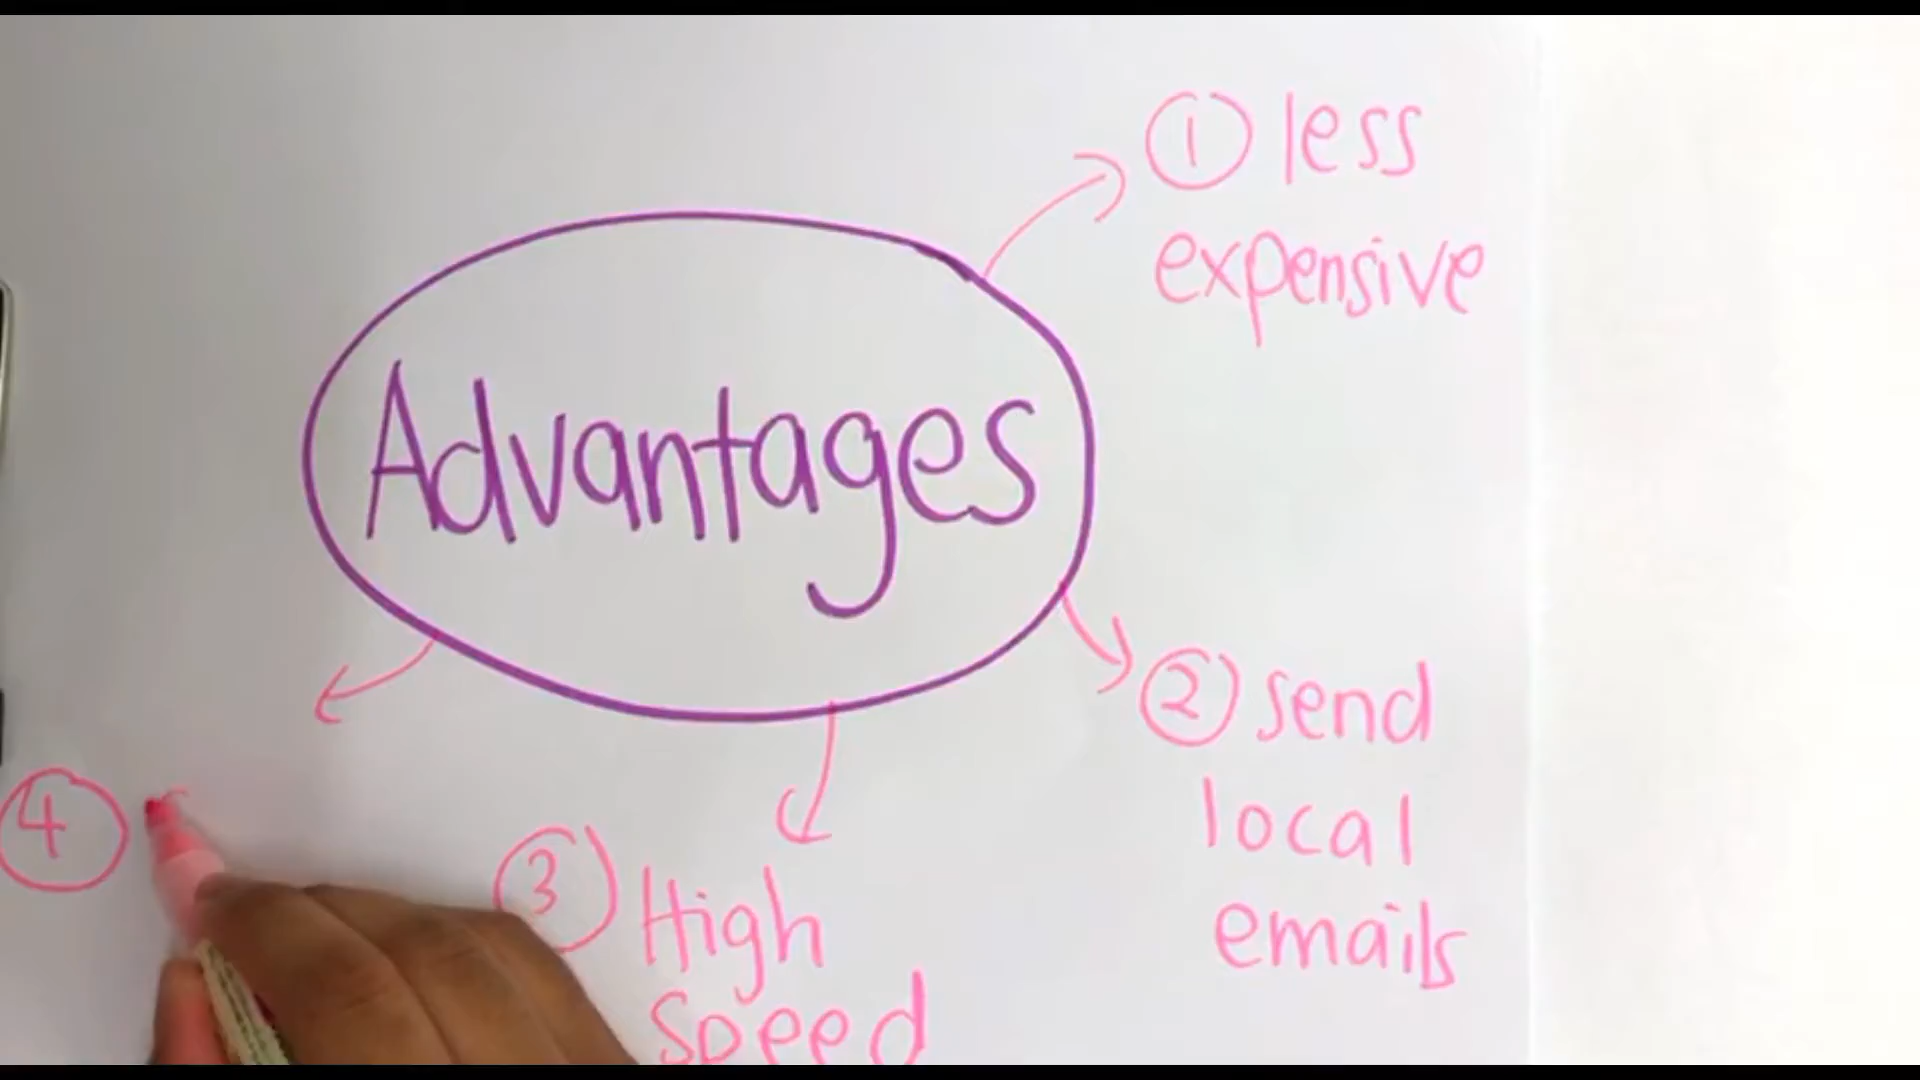 Advantages
① less
expensive
② send
local
emails
③ High
Speed
④